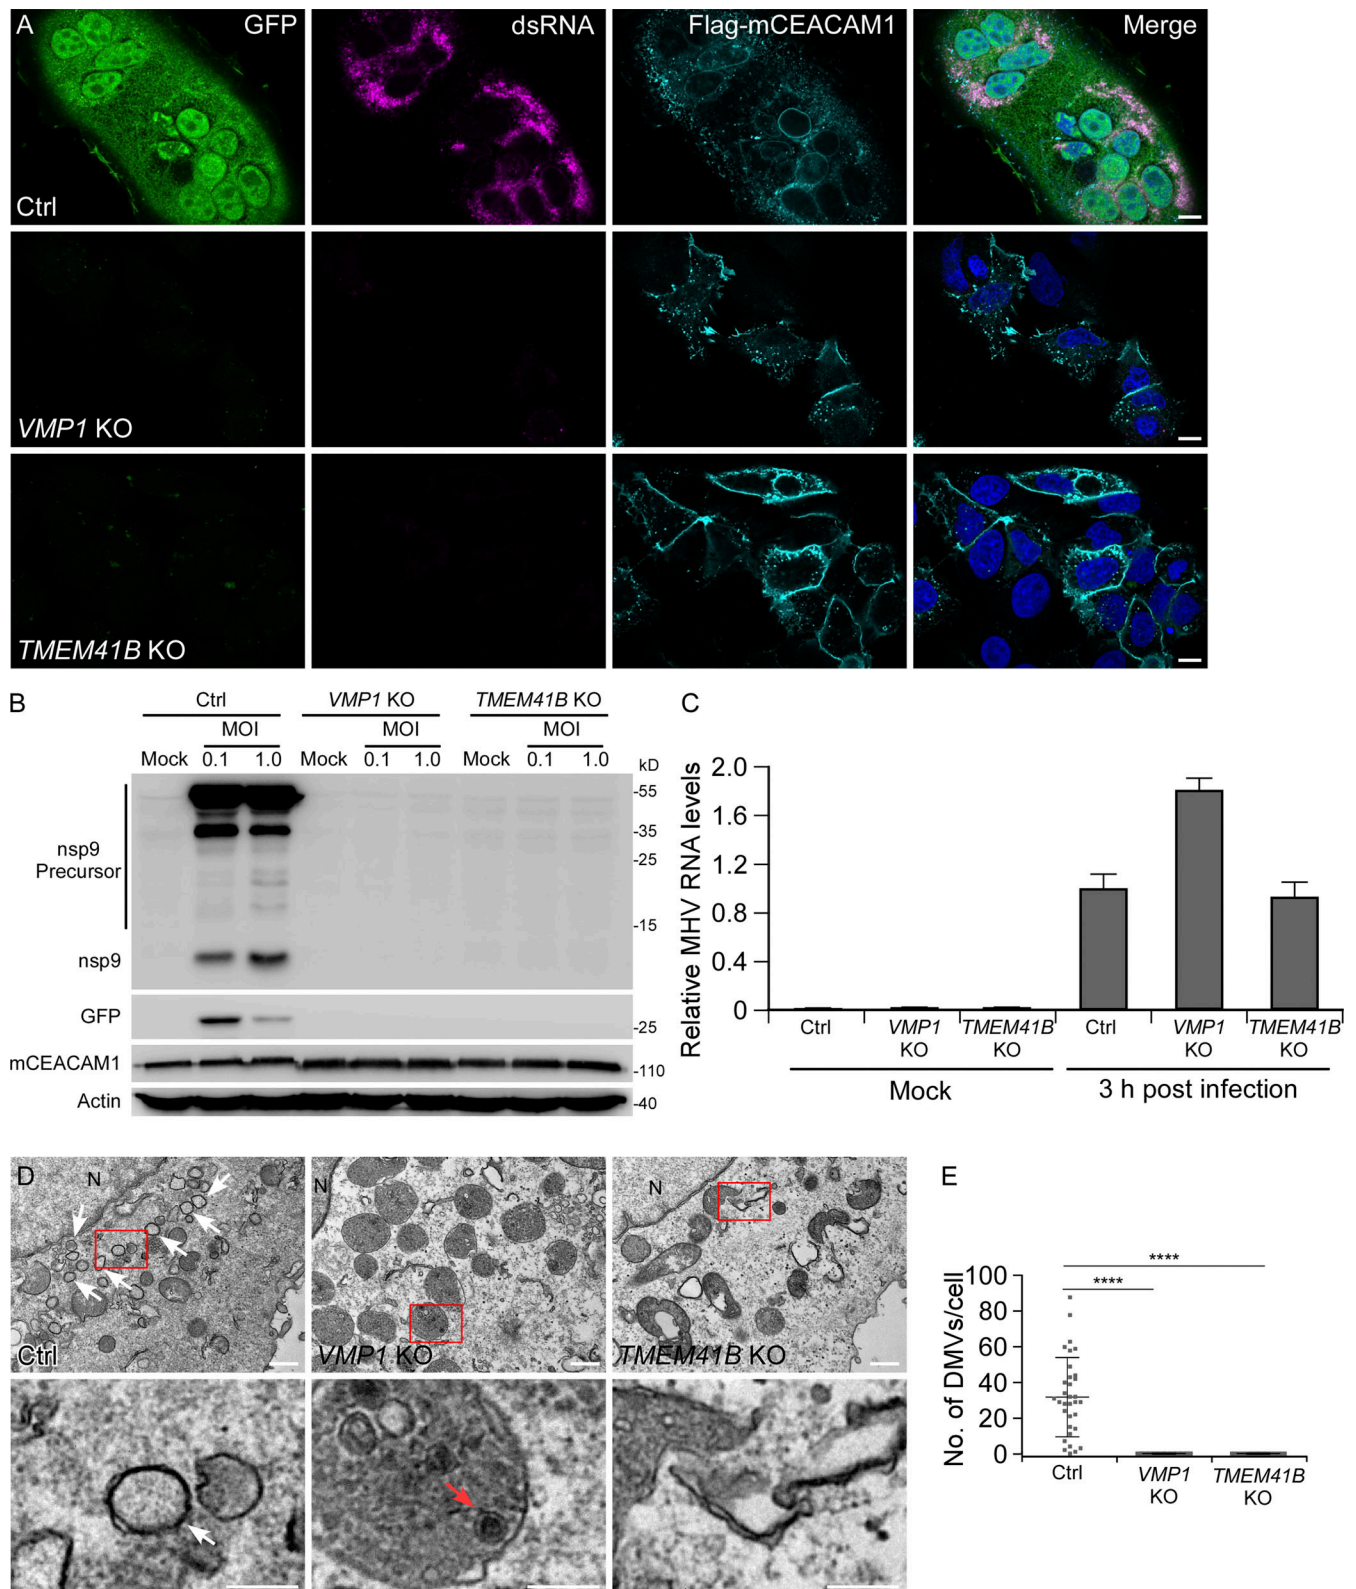 A
GFP
dsRNA
Flag-mCEACAM1
Merge
Ctrl
VMP1 KO
TMEM41B KO
B
Ctrl
VMP1 KO
TMEM41B KO
MOI
MOI
MOI
Mock 0.1 1.0 Mock 0.1 1.0 Mock 0.1 1.0
kD
-55
-35
nsp9
Precursor
-25
-15
nsp9
GFP
-25
mCEACAM1
-110
Actin
-40
C
Relative MHV RNA levels
2.0
1.6
1.2
0.8
0.4
0
Ctrl VMP1 KO TMEM41B KO Ctrl VMP1 KO TMEM41B KO
Mock
3 h post infection
D
N
N
N
Ctrl
VMP1 KO
TMEM41B KO
E
No. of DMVs/cell
****
****
100
80
60
40
20
0
Ctrl
VMP1
KO
TMEM41B
KO